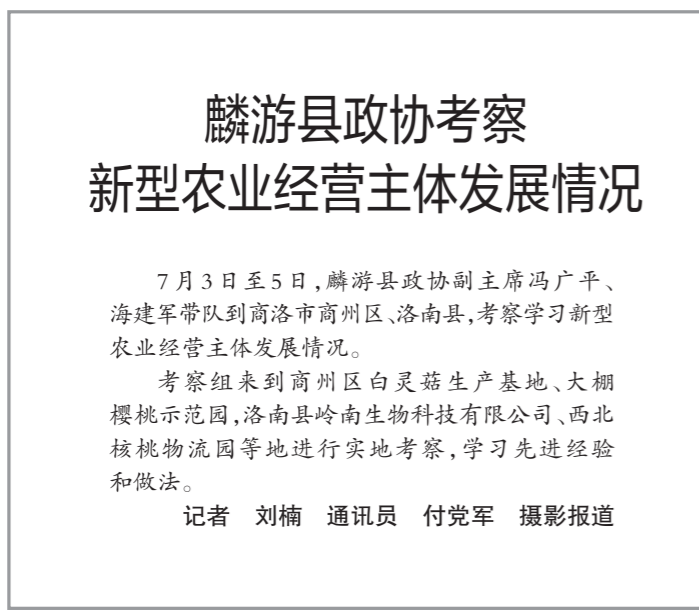 麟游县政协考察
新型农业经营主体发展情况
7月3日至5日,麟游县政协副主席冯广平、
海建军带队到商洛市商州区、洛南县,考察学习新型
农业经营主体发展情况。
考察组来到商州区白灵菇生产基地、大棚
樱桃示范园,洛南县岭南生物科技有限公司、西北
核桃物流园等地进行实地考察,学习先进经验
和做法。
记者 刘楠 通讯员 付党军 摄影报道